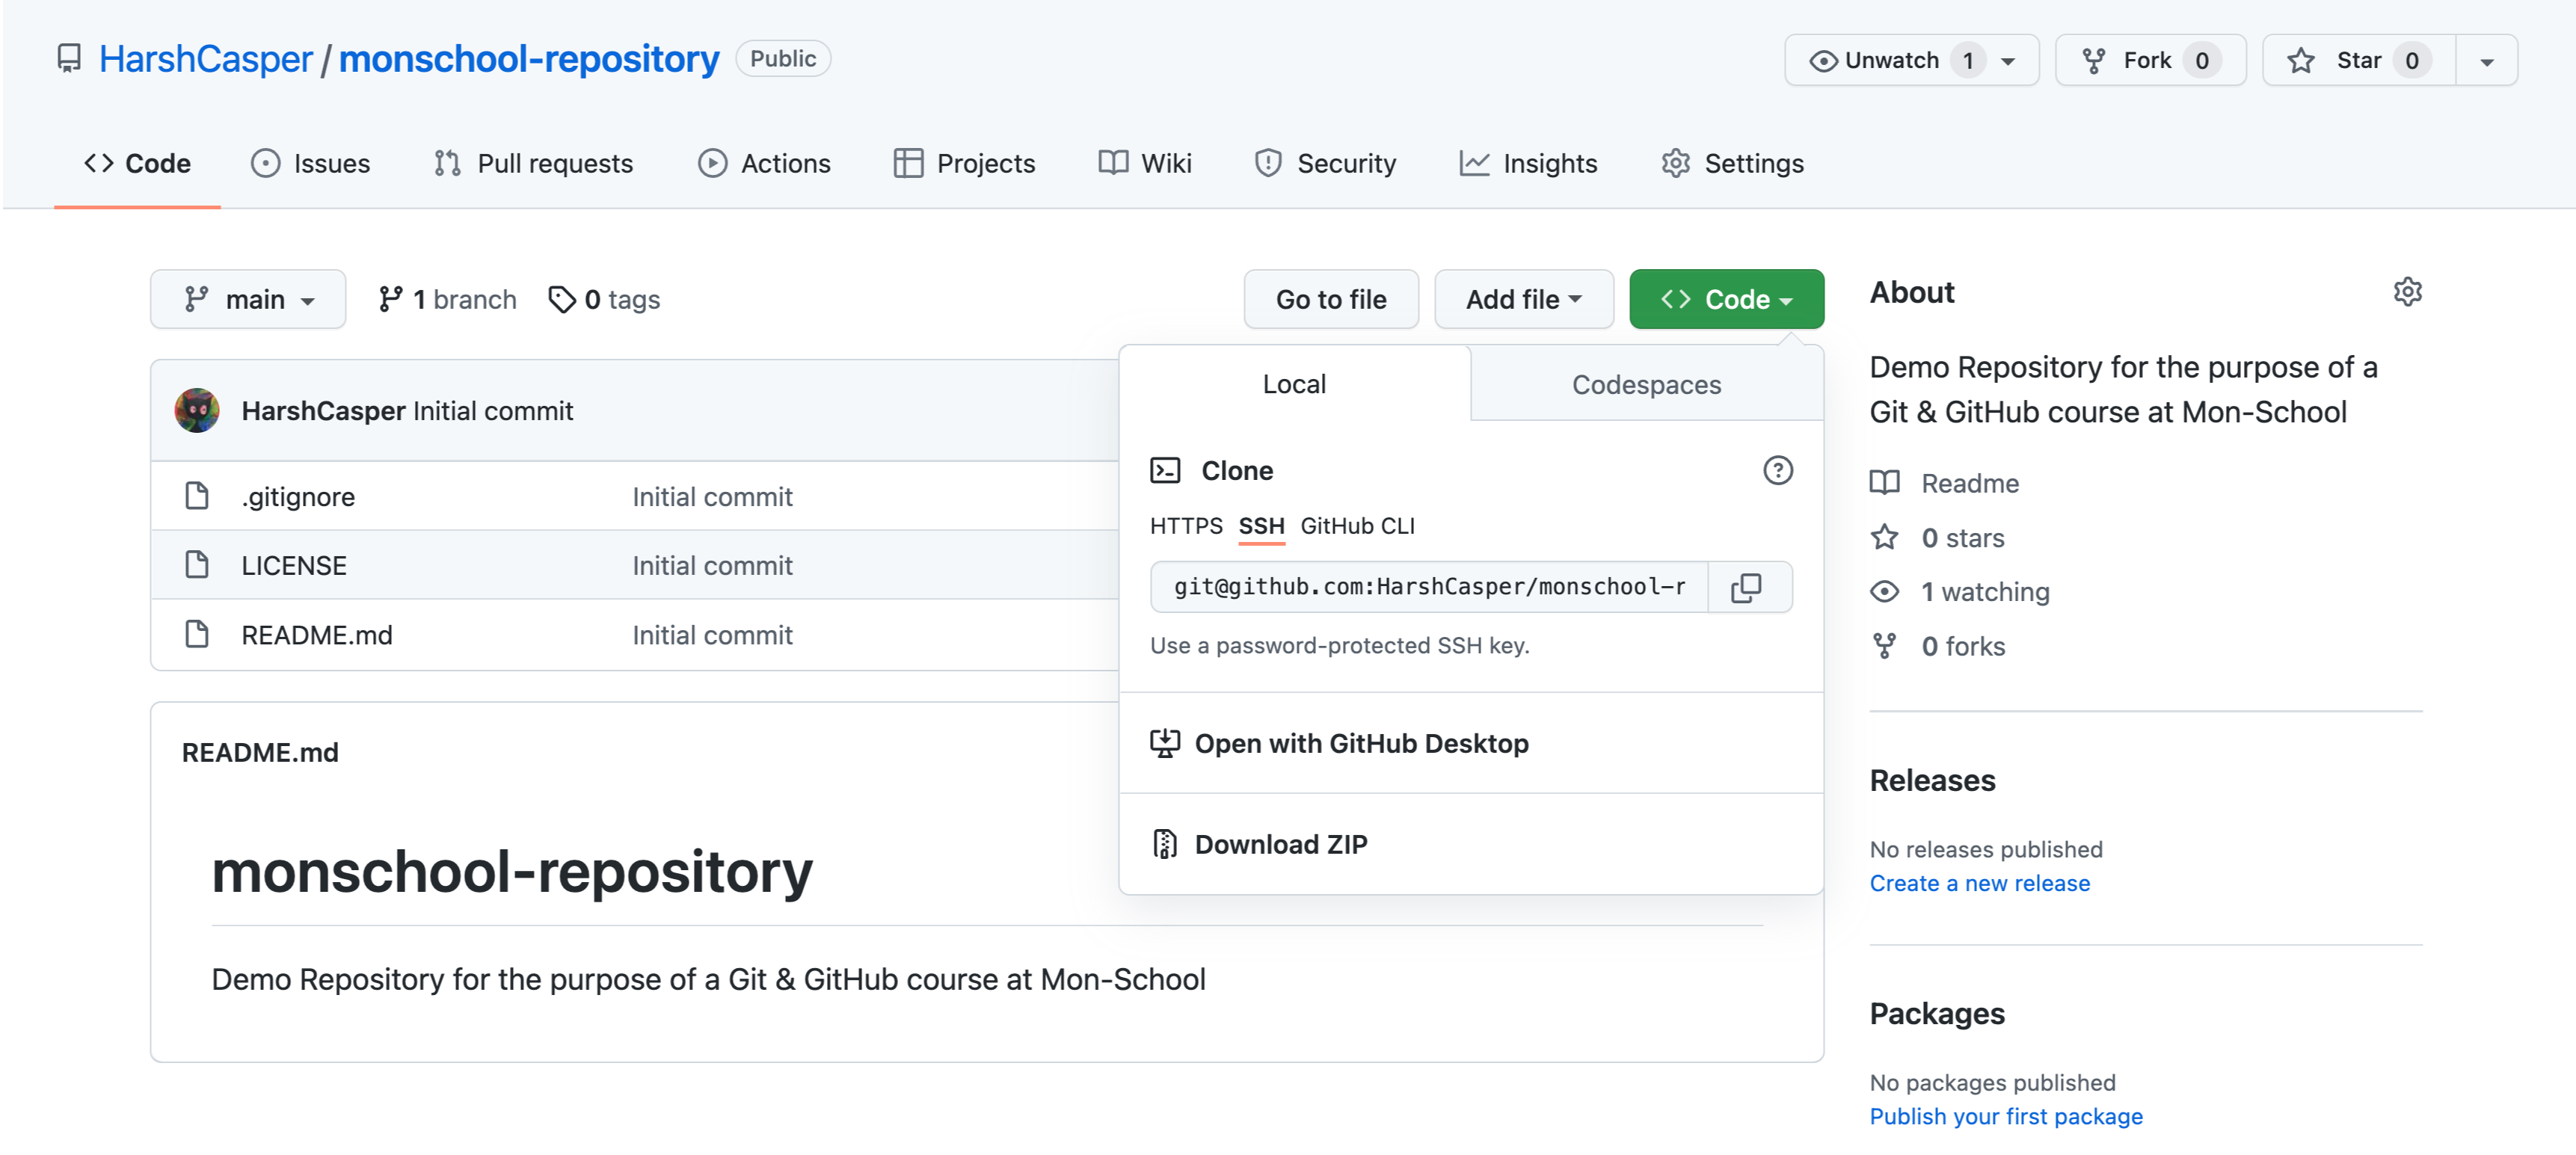 HarshCasper / monschool-repository Public
Unwatch 1 Fork 0 Star 0
Code Issues Pull requests Actions Projects Wiki Security Insights Settings
main 1 branch 0 tags
Go to file Add file Code
HarshCasper Initial commit
.gitignore Initial commit
LICENSE Initial commit
README.md Initial commit
Local Codespaces
Clone
HTTPS SSH GitHub CLI
git@github.com:HarshCasper/monschool-r
Use a password-protected SSH key.
Open with GitHub Desktop
Download ZIP
README.md
monschool-repository
Demo Repository for the purpose of a Git & GitHub course at Mon-School
About
Demo Repository for the purpose of a
Git & GitHub course at Mon-School
Readme
0 stars
1 watching
0 forks
Releases
No releases published
Create a new release
Packages
No packages published
Publish your first package